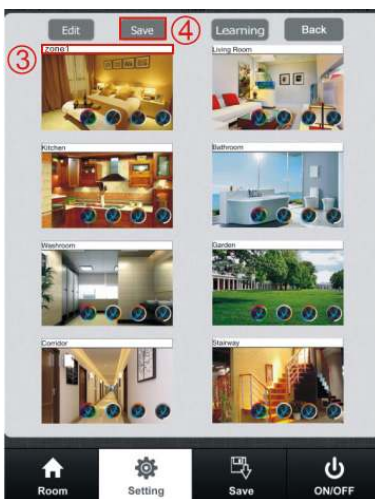 Edit Save ④ Learning Back
③ zone1 Living Room
Kitchen Bathroom
Washroom Garden
Corridor Stairway
Room Setting Save ON/OFF